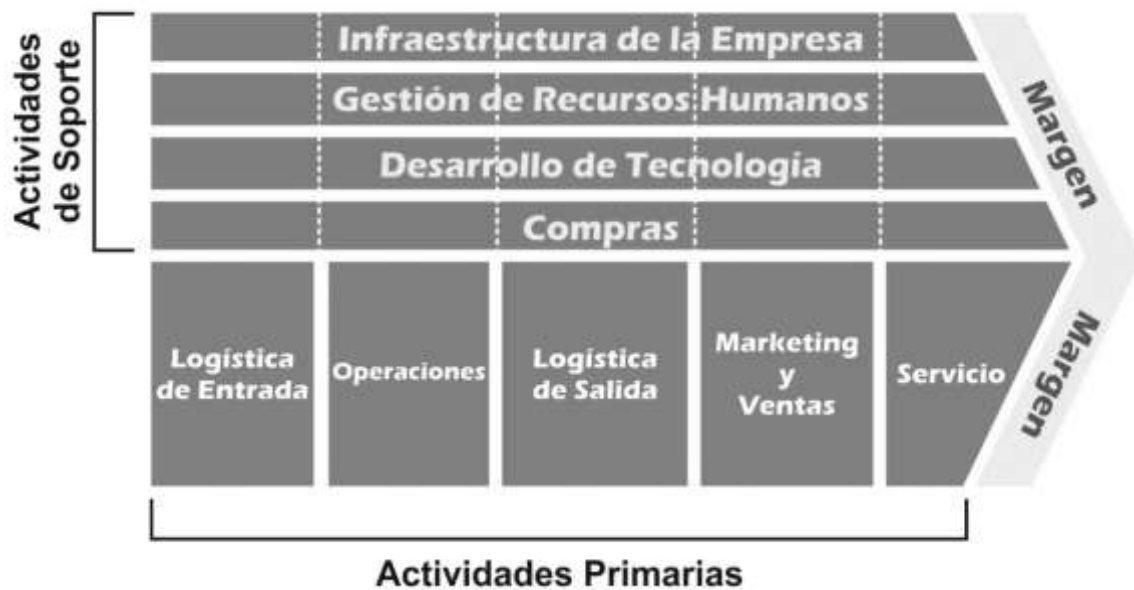 Actividades
de Soporte
Infraestructura de la Empresa
Gestión de Recursos Humanos
Desarrollo de Tecnología
Compras
Logística
de Entrada
Operaciones
Logística
de Salida
Marketing
y
Ventas
Servicio
Margen
Margen
Actividades Primarias